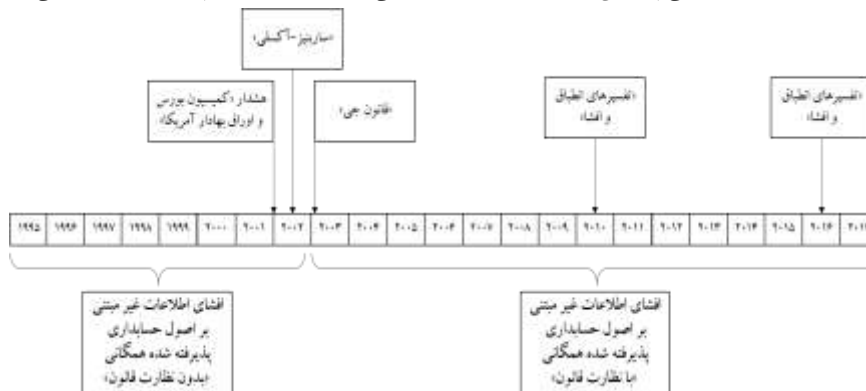 «ساربنیز-آکسلی»
هشدار «کمیسیون بورس
و اوراق بهادار آمریکا»
«قانون جی»
«تفسیرهای انطباق
و افشا»
«تفسیرهای انطباق
و افشا»
۱۹۹۵ ۱۹۹۶ ۱۹۹۷ ۱۹۹۸ ۱۹۹۹ ۲۰۰۰ ۲۰۰۱ ۲۰۰۲ ۲۰۰۳ ۲۰۰۴ ۲۰۰۵ ۲۰۰۶ ۲۰۰۷ ۲۰۰۸ ۲۰۰۹ ۲۰۱۰ ۲۰۱۱ ۲۰۱۲ ۲۰۱۳ ۲۰۱۴ ۲۰۱۵ ۲۰۱۶
افشای اطلاعات غیر مبتنی
بر اصول حسابداری
پذیرفته شده همگانی
«بدون نظارت قانون»
افشای اطلاعات غیر مبتنی
بر اصول حسابداری
پذیرفته شده همگانی
«با نظارت قانون»